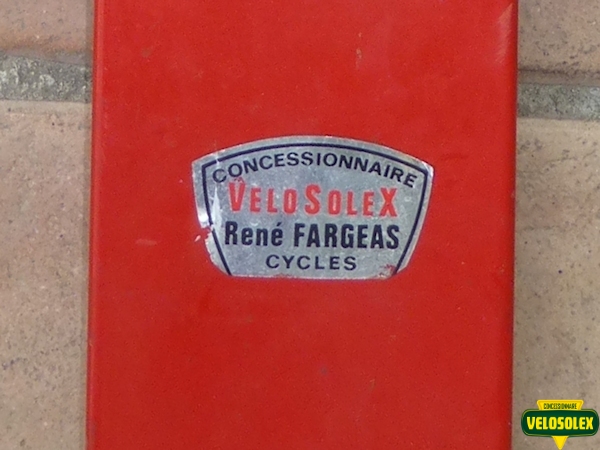 CONCESSIONNAIRE
VELOSOLEX
René FARGEAS
CYCLES
CONCESSIONNAIRE
VELOSOLEX